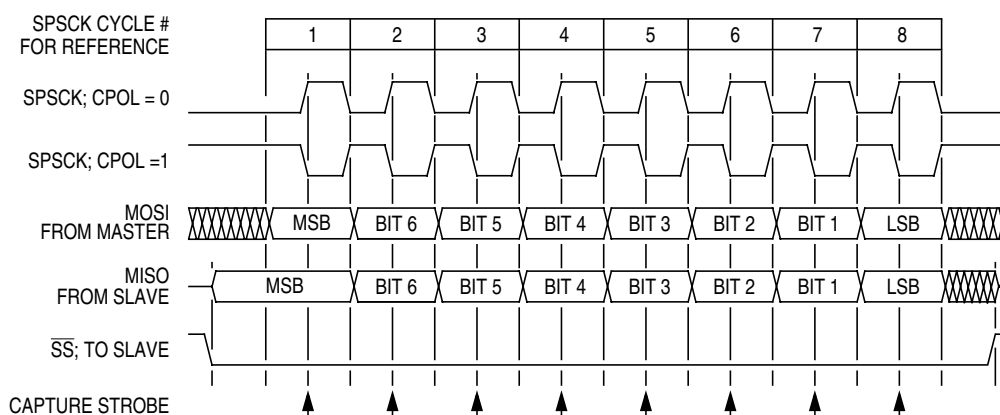 SPSCK CYCLE #
FOR REFERENCE
1 2 3 4 5 6 7 8
SPSCK; CPOL = 0
SPSCK; CPOL =1
MOSI
FROM MASTER
MSB BIT 6 BIT 5 BIT 4 BIT 3 BIT 2 BIT 1 LSB
MISO
FROM SLAVE
MSB BIT 6 BIT 5 BIT 4 BIT 3 BIT 2 BIT 1 LSB
S̅S̅; TO SLAVE
CAPTURE STROBE